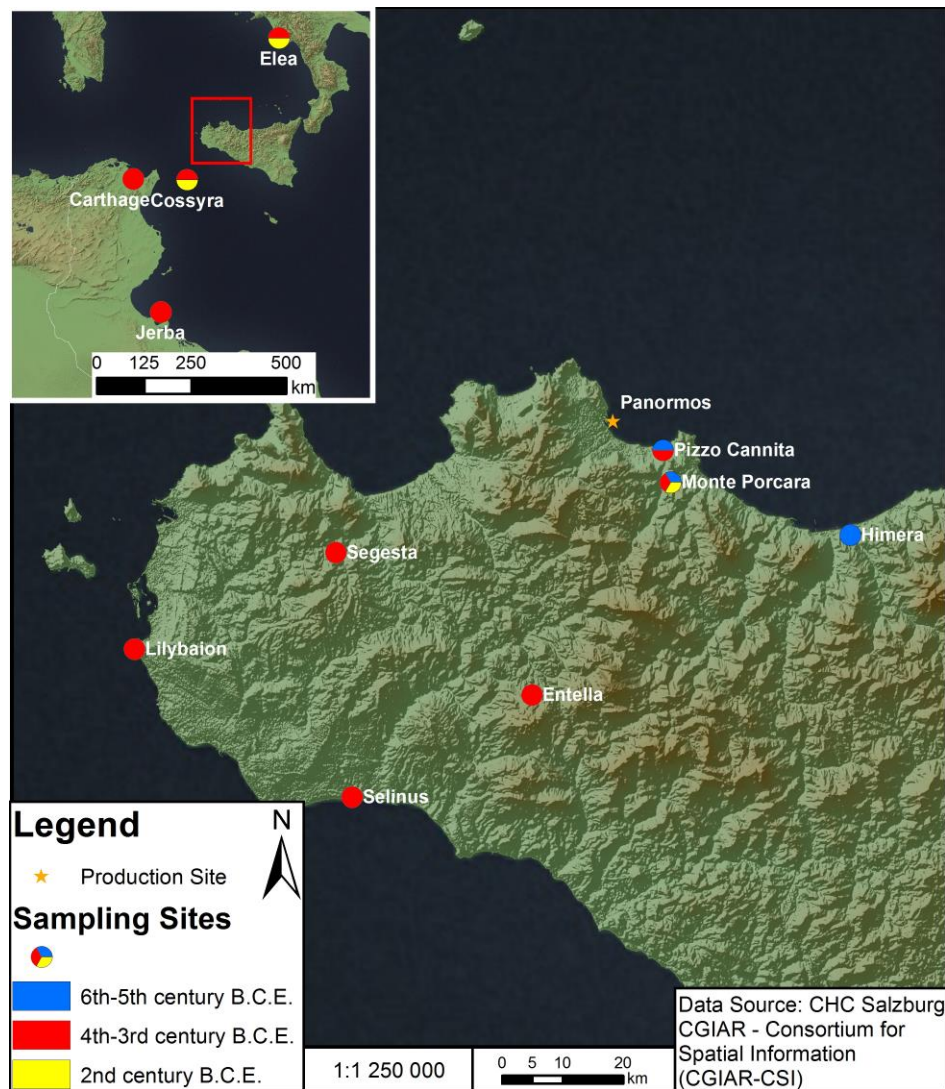 Elea
CarthageCossyra
Jerba
0 125 250 500
km
Panormos
Pizzo Cannita
Monte Porcara
Himera
Segesta
Lilybaion
Entella
Selinus
Legend
N
Production Site
Sampling Sites
6th-5th century B.C.E.
4th-3rd century B.C.E.
2nd century B.C.E.
1:1 250 000
0 5 10 20
km
Data Source: CHC Salzburg
CGIAR - Consortium for
Spatial Information
(CGIAR-CSI)